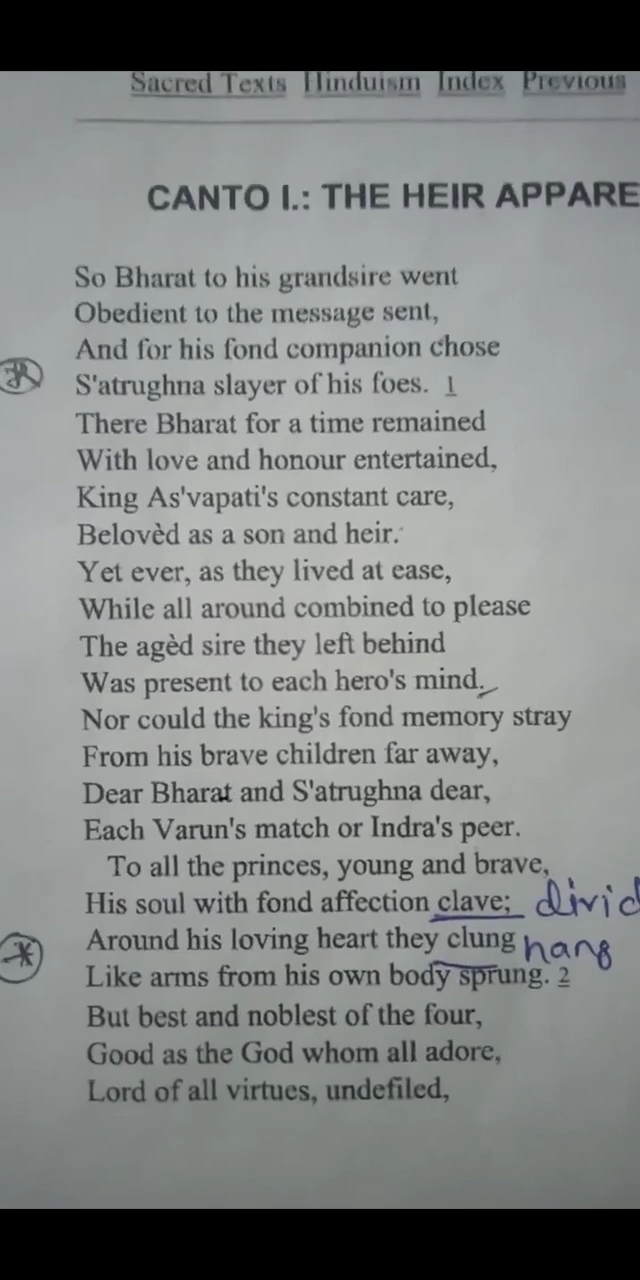 Sacred Texts Hinduism Index Previous
CANTO I.: THE HEIR APPARE
So Bharat to his grandsire went
Obedient to the message sent,
And for his fond companion chose
S'atrughna slayer of his foes. 1
There Bharat for a time remained
With love and honour entertained,
King As'vapati's constant care,
Belovèd as a son and heir.
Yet ever, as they lived at ease,
While all around combined to please
The agèd sire they left behind
Was present to each hero's mind.
Nor could the king's fond memory stray
From his brave children far away,
Dear Bharat and S'atrughna dear,
Each Varun's match or Indra's peer.
To all the princes, young and brave,
His soul with fond affection clave; divid
Around his loving heart they clung hang
Like arms from his own body sprung. 2
But best and noblest of the four,
Good as the God whom all adore,
Lord of all virtues, undefiled,